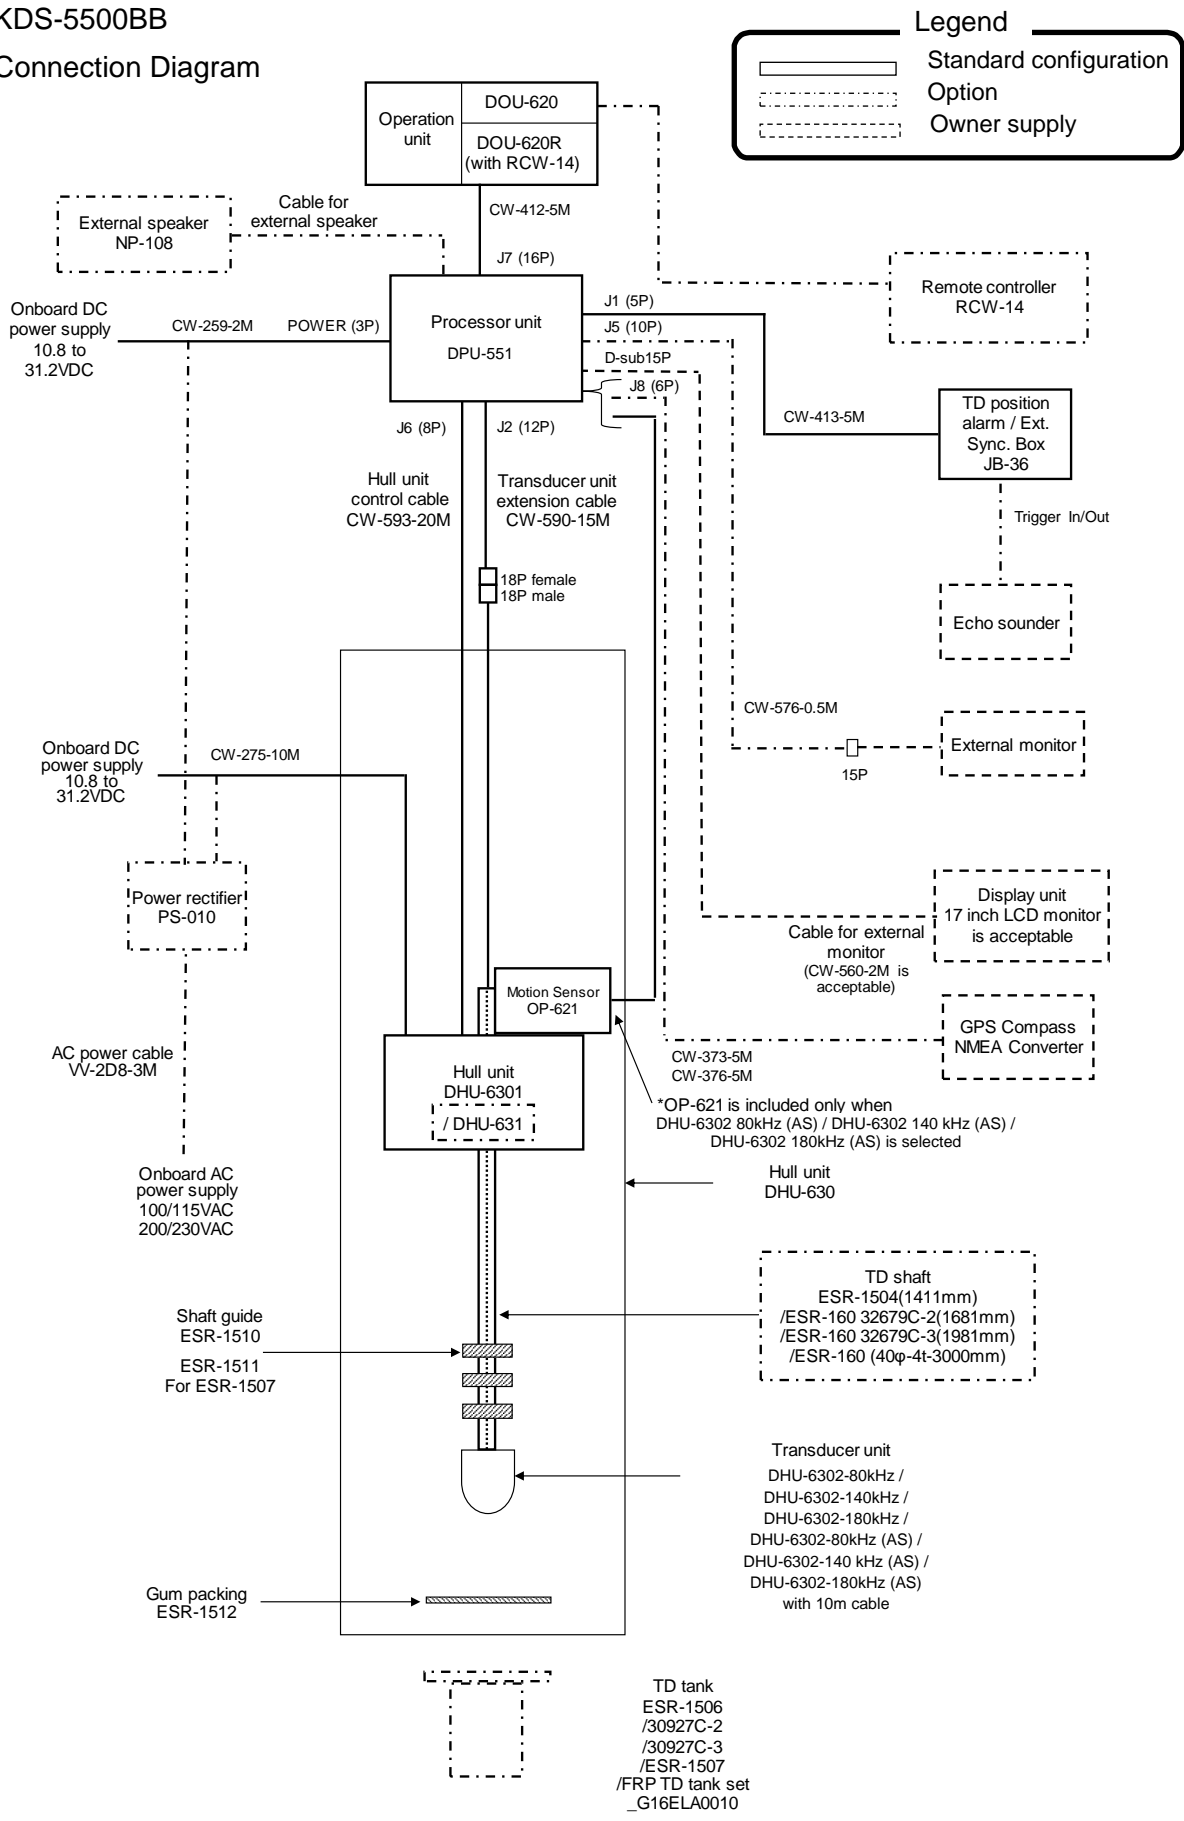 KDS-5500BB
Connection Diagram
Legend
Standard configuration
Option
Owner supply
Operation
unit
DOU-620
DOU-620R
(with RCW-14)
CW-412-5M
J7 (16P)
External speaker
NP-108
Cable for
external speaker
Remote controller
RCW-14
Onboard DC
power supply
10.8 to
31.2VDC
CW-259-2M
POWER (3P)
Processor unit
DPU-551
J1 (5P)
J5 (10P)
D-sub15P
J8 (6P)
J6 (8P)
J2 (12P)
CW-413-5M
TD position
alarm / Ext.
Sync. Box
JB-36
Trigger In/Out
Echo sounder
Hull unit
control cable
CW-593-20M
Transducer unit
extension cable
CW-590-15M
18P female
18P male
CW-576-0.5M
15P
External monitor
Onboard DC
power supply
10.8 to
31.2VDC
CW-275-10M
Power rectifier
PS-010
Display unit
17 inch LCD monitor
is acceptable
Cable for external
monitor
(CW-560-2M is
acceptable)
Motion Sensor
OP-621
GPS Compass
NMEA Converter
CW-373-5M
CW-376-5M
AC power cable
VV-2D8-3M
Hull unit
DHU-6301
/ DHU-631
*OP-621 is included only when
DHU-6302 80kHz (AS) / DHU-6302 140 kHz (AS) /
DHU-6302 180kHz (AS) is selected
Onboard AC
power supply
100/115VAC
200/230VAC
Hull unit
DHU-630
TD shaft
ESR-1504(1411mm)
/ESR-160 32679C-2(1681mm)
/ESR-160 32679C-3(1981mm)
/ESR-160 (40φ-4t-3000mm)
Shaft guide
ESR-1510
ESR-1511
For ESR-1507
Transducer unit
DHU-6302-80kHz /
DHU-6302-140kHz /
DHU-6302-180kHz /
DHU-6302-80kHz (AS) /
DHU-6302-140 kHz (AS) /
DHU-6302-180kHz (AS)
with 10m cable
Gum packing
ESR-1512
TD tank
ESR-1506
/30927C-2
/30927C-3
/ESR-1507
/FRP TD tank set
_G16ELA0010